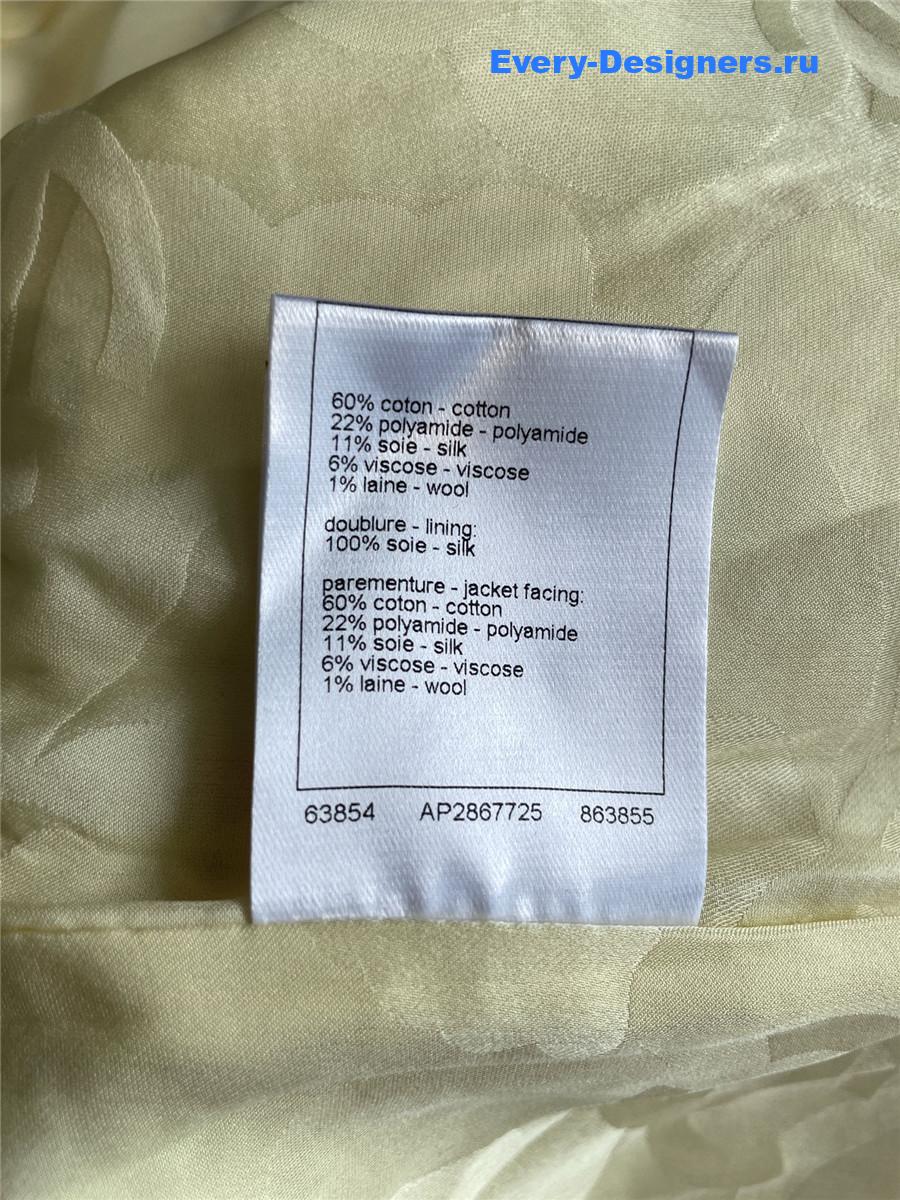 Every-Designers.ru
60% coton - cotton
22% polyamide - polyamide
11% soie - silk
6% viscose - viscose
1% laine - wool
doublure - lining:
100% soie - silk
parementure - jacket facing:
60% coton - cotton
22% polyamide - polyamide
11% soie - silk
6% viscose - viscose
1% laine - wool
63854 AP2867725 863855